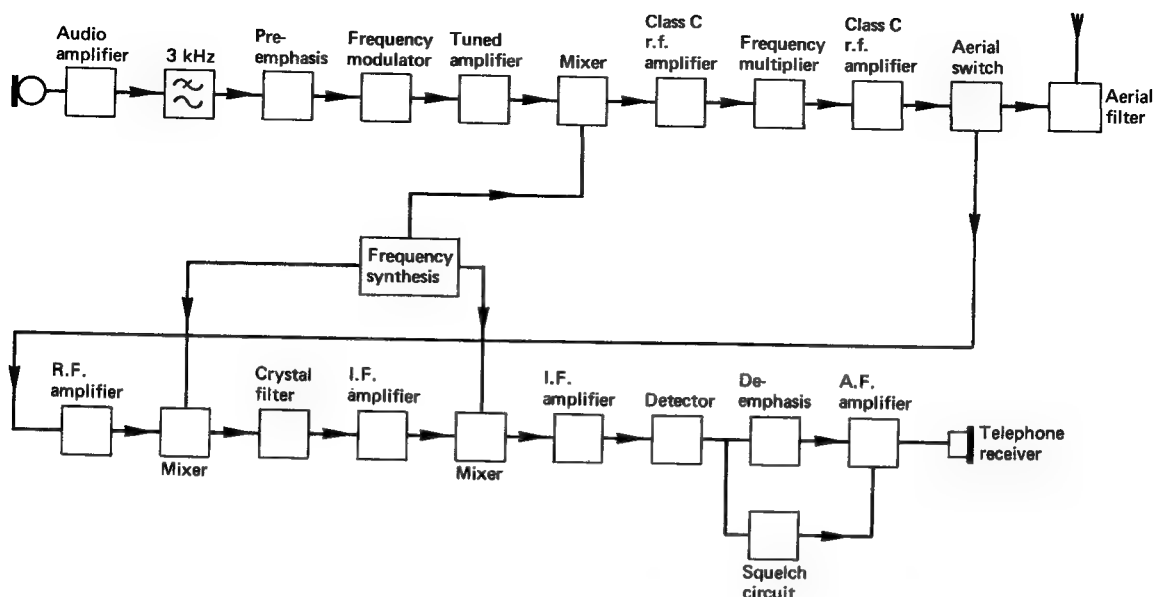 Audio
amplifier
3 kHz
Pre-
emphasis
Frequency
modulator
Tuned
amplifier
Mixer
Class C
r.f.
amplifier
Frequency
multiplier
Class C
r.f.
amplifier
Aerial
switch
Aerial
filter
Frequency
synthesis
R.F.
amplifier
Mixer
Crystal
filter
I.F.
amplifier
Mixer
I.F.
amplifier
Detector
De-
emphasis
A.F.
amplifier
Telephone
receiver
Squelch
circuit